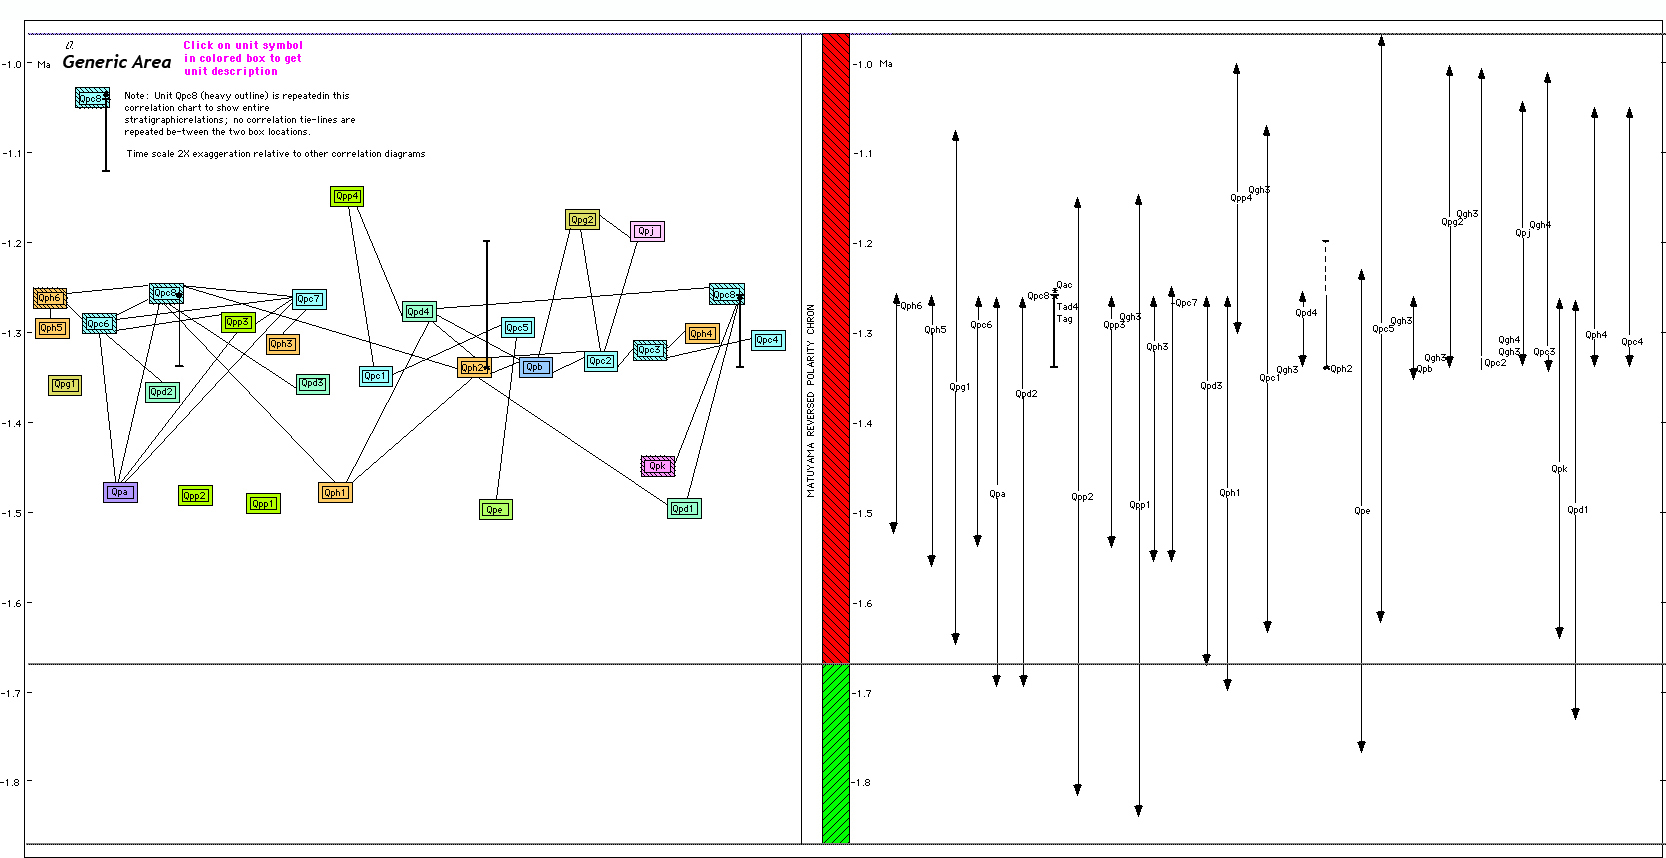 Generic Area
Click on unit symbol
in colored box to get
unit description
-1.0 Ma
Qpc8
Note: Unit Qpc8 (heavy outline) is repeatedin this
correlation chart to show entire
stratigraphicrelations; no correlation tie-lines are
repeated be-tween the two box locations.
Time scale 2X exaggeration relative to other correlation diagrams
-1.1
-1.2
-1.3
-1.4
-1.5
-1.6
-1.7
-1.8
Qpp4
Qpg2
Qpj
Qph6
Qpc8
Qpc7
Qpc8
Qpd4
Qph5
Qpc6
Qpp3
Qph3
Qpc5
Qph4
Qpc4
Qpc3
Qpc2
Qph2
Qpb
Qpc1
Qpg1
Qpd2
Qpd3
Qpk
Qpa
Qpp2
Qpp1
Qph1
Qpe
Qpd1
MATUYAMA REVERSED POLARITY CHRON
-1.0 Ma
-1.1
-1.2
-1.3
-1.4
-1.5
-1.6
-1.7
-1.8
Qph6
Qph5
Qpg1
Qpc6
Qpa
Qpd2
Qpc8
Qac
Tad4
Tag
Qpp2
Qpp3
Qgh3
Qpp1
Qph3
Qpc7
Qpd3
Qph1
Qpp4
Qgh3
Qpc1
Qgh3
Qpd4
Qph2
Qpe
Qpc5
Qgh3
Qgh3
Qpb
Qpg2
Qgh3
Qpc2
Qgh4
Qgh3
Qpj
Qgh4
Qpc3
Qpk
Qpd1
Qph4
Qpc4